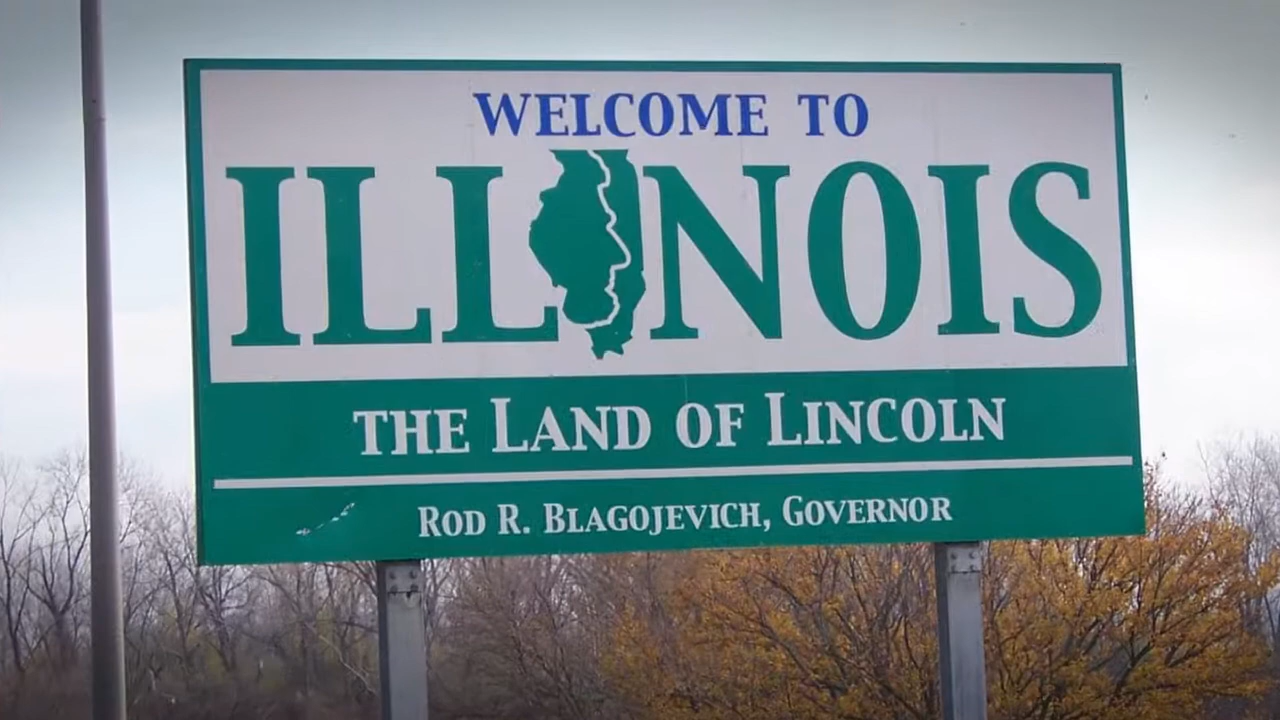 WELCOME TO
ILLINOIS
THE LAND OF LINCOLN
ROD R. BLAGOJEVICH, GOVERNOR